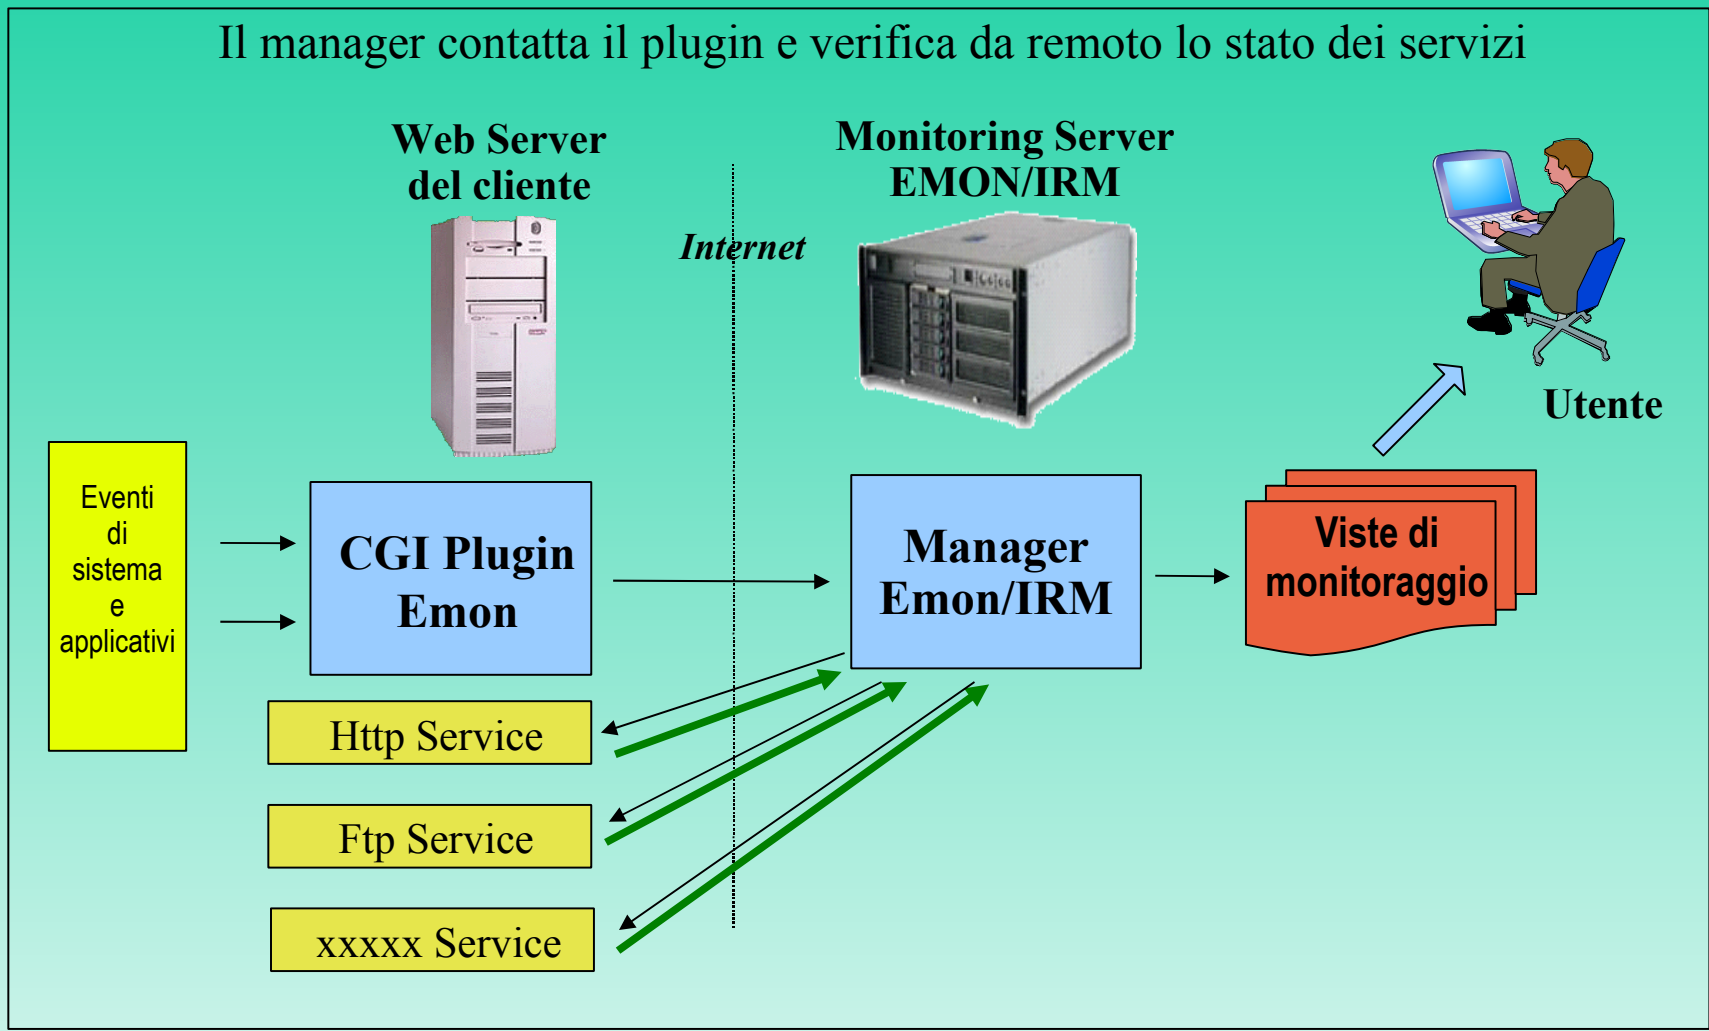 Il manager contatta il plugin e verifica da remoto lo stato dei servizi
Web Server
del cliente
Monitoring Server
EMON/IRM
Internet
Utente
Eventi
di
sistema
e
applicativi
CGI Plugin
Emon
Manager
Emon/IRM
Viste di
monitoraggio
Http Service
Ftp Service
xxxxx Service